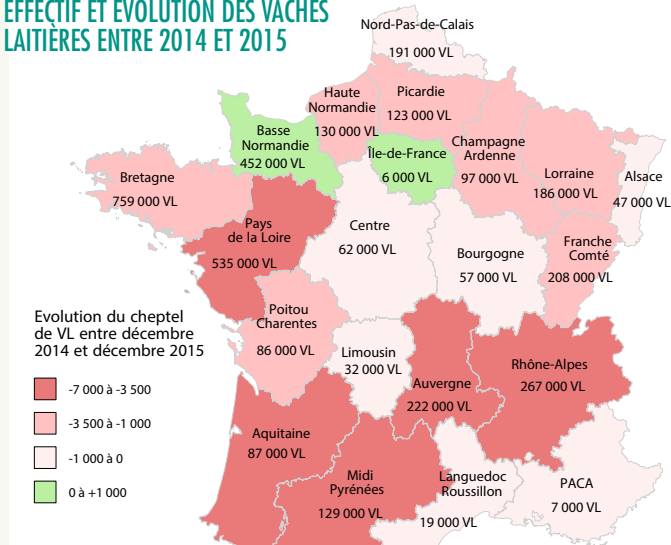 EFFECTIF ET EVOLUTION DES VACHES
LAITIÈRES ENTRE 2014 ET 2015
Nord-Pas-de-Calais
191 000 VL
Picardie
123 000 VL
Haute
Normandie
130 000 VL
Basse
Normandie
452 000 VL
Île-de-France
6 000 VL
Champagne
Ardenne
97 000 VL
Lorraine
186 000 VL
Alsace
47 000 VL
Bretagne
759 000 VL
Pays
de la Loire
535 000 VL
Centre
62 000 VL
Bourgogne
57 000 VL
Franche
Comté
208 000 VL
Poitou
Charentes
86 000 VL
Limousin
32 000 VL
Auvergne
222 000 VL
Rhône-Alpes
267 000 VL
Aquitaine
87 000 VL
Midi
Pyrénées
129 000 VL
Languedoc
Roussillon
19 000 VL
PACA
7 000 VL
Evolution du cheptel
de VL entre décembre
2014 et décembre 2015
-7 000 à -3 500
-3 500 à -1 000
-1 000 à 0
0 à +1 000